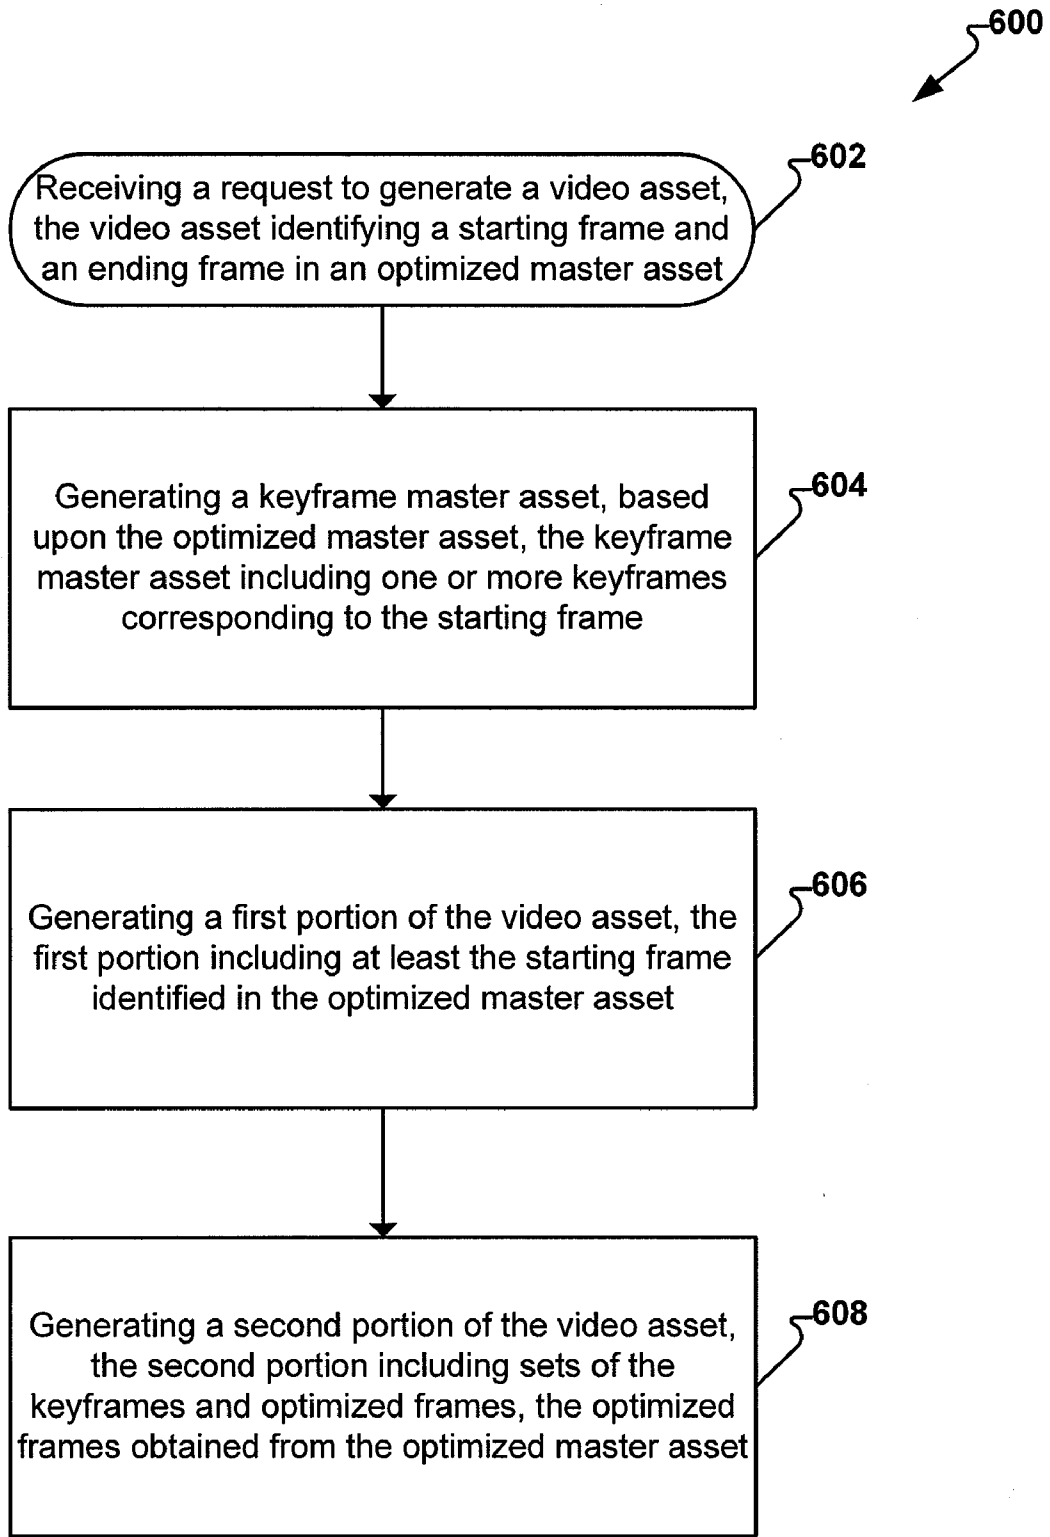 600
602
Receiving a request to generate a video asset,
the video asset identifying a starting frame and
an ending frame in an optimized master asset
604
Generating a keyframe master asset, based
upon the optimized master asset, the keyframe
master asset including one or more keyframes
corresponding to the starting frame
606
Generating a first portion of the video asset, the
first portion including at least the starting frame
identified in the optimized master asset
608
Generating a second portion of the video asset,
the second portion including sets of the
keyframes and optimized frames, the optimized
frames obtained from the optimized master asset